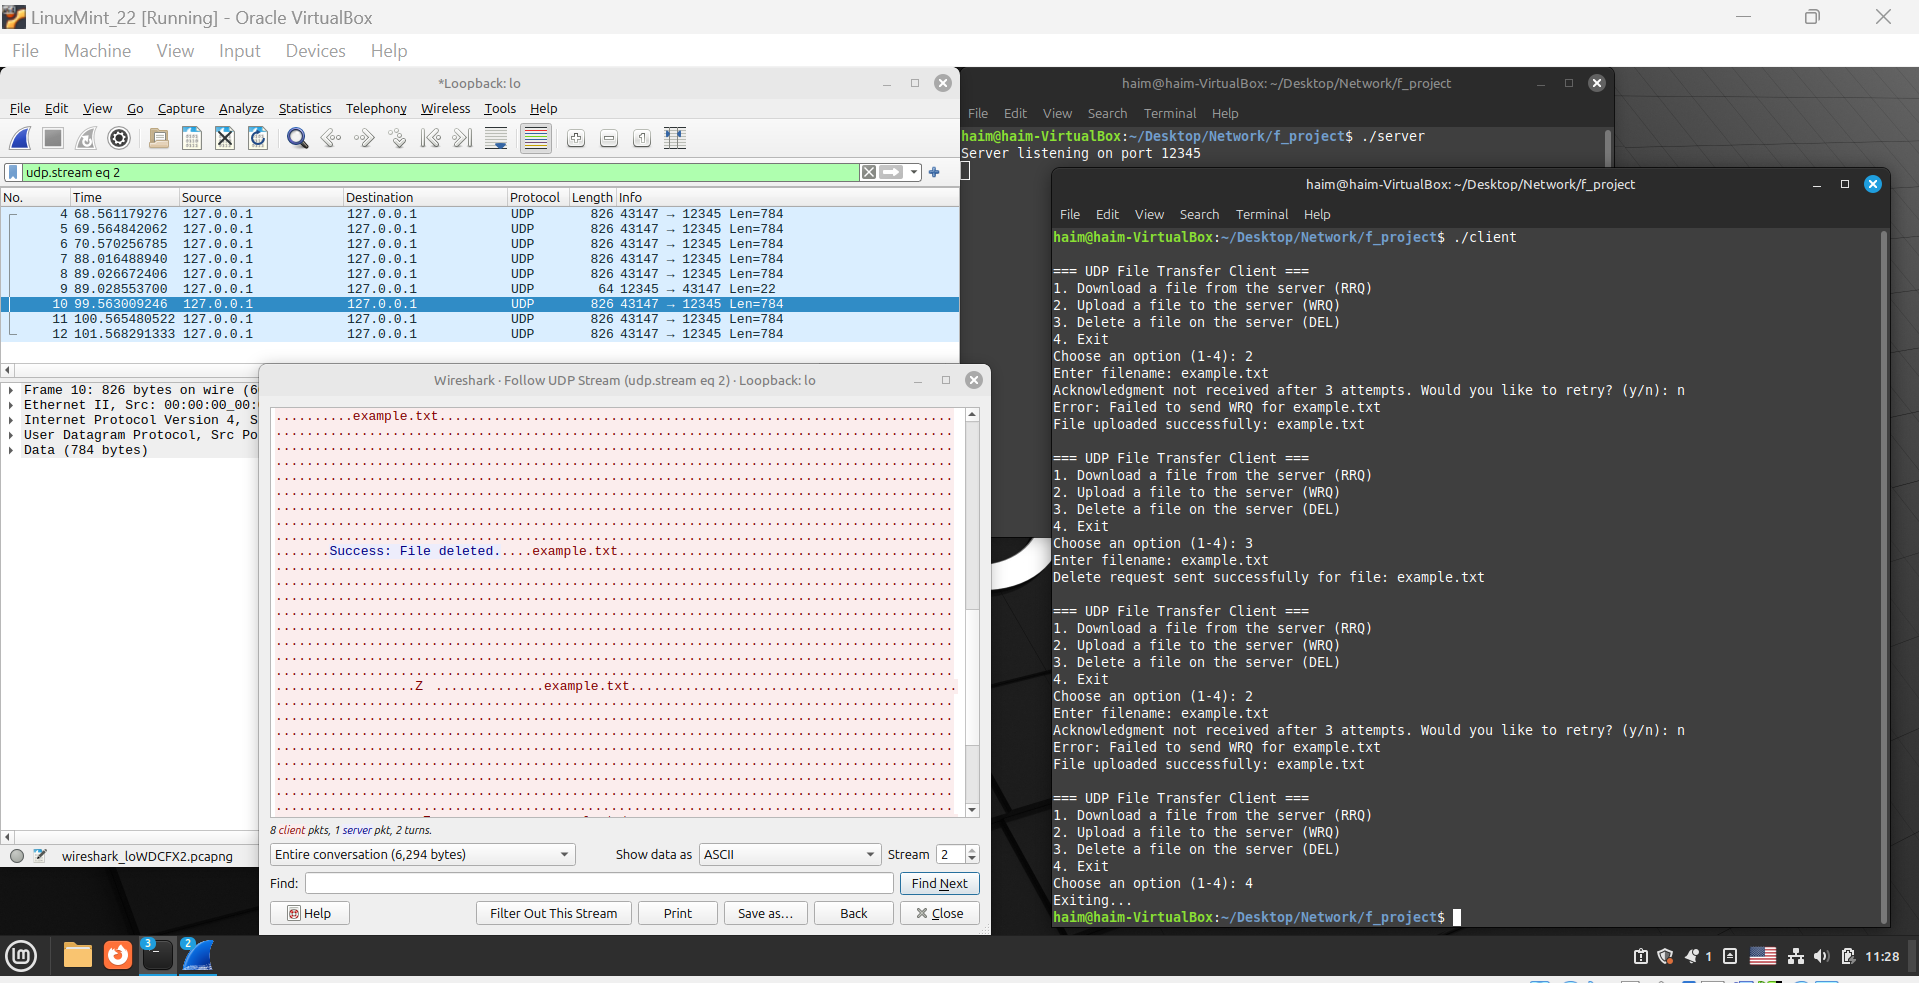 LinuxMint_22 [Running] - Oracle VirtualBox
File Machine View Input Devices Help
*Loopback: lo
File Edit View Go Capture Analyze Statistics Telephony Wireless Tools Help
udp.stream eq 2
No. Time Source Destination Protocol Length Info
4 68.561179276 127.0.0.1 127.0.0.1 UDP 826 43147 → 12345 Len=784
5 69.564842062 127.0.0.1 127.0.0.1 UDP 826 43147 → 12345 Len=784
6 70.570256785 127.0.0.1 127.0.0.1 UDP 826 43147 → 12345 Len=784
7 88.016488940 127.0.0.1 127.0.0.1 UDP 826 43147 → 12345 Len=784
8 89.026672406 127.0.0.1 127.0.0.1 UDP 826 43147 → 12345 Len=784
9 89.028553700 127.0.0.1 127.0.0.1 UDP 64 12345 → 43147 Len=22
10 99.563009246 127.0.0.1 127.0.0.1 UDP 826 43147 → 12345 Len=784
11 100.565480522 127.0.0.1 127.0.0.1 UDP 826 43147 → 12345 Len=784
12 101.568291333 127.0.0.1 127.0.0.1 UDP 826 43147 → 12345 Len=784
Frame 10: 826 bytes on wire (6
Ethernet II, Src: 00:00:00_00:
Internet Protocol Version 4, S
User Datagram Protocol, Src Po
Data (784 bytes)
wireshark_loWDCFX2.pcapng
Wireshark · Follow UDP Stream (udp.stream eq 2) · Loopback: lo
example.txt
Success: File deleted.....example.txt
Z ..............example.txt
8 client pkts, 1 server pkt, 2 turns.
Entire conversation (6,294 bytes) Show data as ASCII Stream 2
Find: Find Next
Help Filter Out This Stream Print Save as... Back Close
haim@haim-VirtualBox: ~/Desktop/Network/f_project
File Edit View Search Terminal Help
haim@haim-VirtualBox:~/Desktop/Network/f_project$ ./server
Server listening on port 12345
haim@haim-VirtualBox: ~/Desktop/Network/f_project
File Edit View Search Terminal Help
haim@haim-VirtualBox:~/Desktop/Network/f_project$ ./client
=== UDP File Transfer Client ===
1. Download a file from the server (RRQ)
2. Upload a file to the server (WRQ)
3. Delete a file on the server (DEL)
4. Exit
Choose an option (1-4): 2
Enter filename: example.txt
Acknowledgment not received after 3 attempts. Would you like to retry? (y/n): n
Error: Failed to send WRQ for example.txt
File uploaded successfully: example.txt
=== UDP File Transfer Client ===
1. Download a file from the server (RRQ)
2. Upload a file to the server (WRQ)
3. Delete a file on the server (DEL)
4. Exit
Choose an option (1-4): 3
Enter filename: example.txt
Delete request sent successfully for file: example.txt
=== UDP File Transfer Client ===
1. Download a file from the server (RRQ)
2. Upload a file to the server (WRQ)
3. Delete a file on the server (DEL)
4. Exit
Choose an option (1-4): 2
Enter filename: example.txt
Acknowledgment not received after 3 attempts. Would you like to retry? (y/n): n
Error: Failed to send WRQ for example.txt
File uploaded successfully: example.txt
=== UDP File Transfer Client ===
1. Download a file from the server (RRQ)
2. Upload a file to the server (WRQ)
3. Delete a file on the server (DEL)
4. Exit
Choose an option (1-4): 4
Exiting...
haim@haim-VirtualBox:~/Desktop/Network/f_project$
3 2 1 11:28